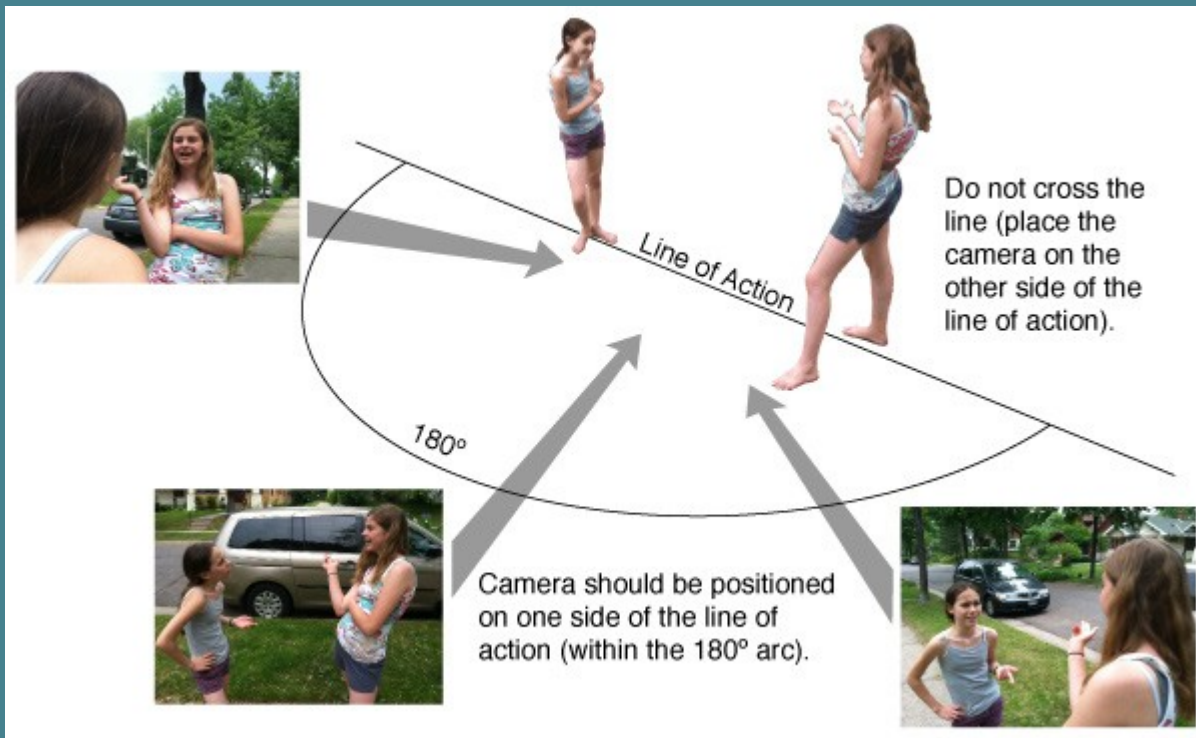 Line of Action
Do not cross the
line (place the
camera on the
other side of the
line of action).
180º
Camera should be positioned
on one side of the line of
action (within the 180º arc).